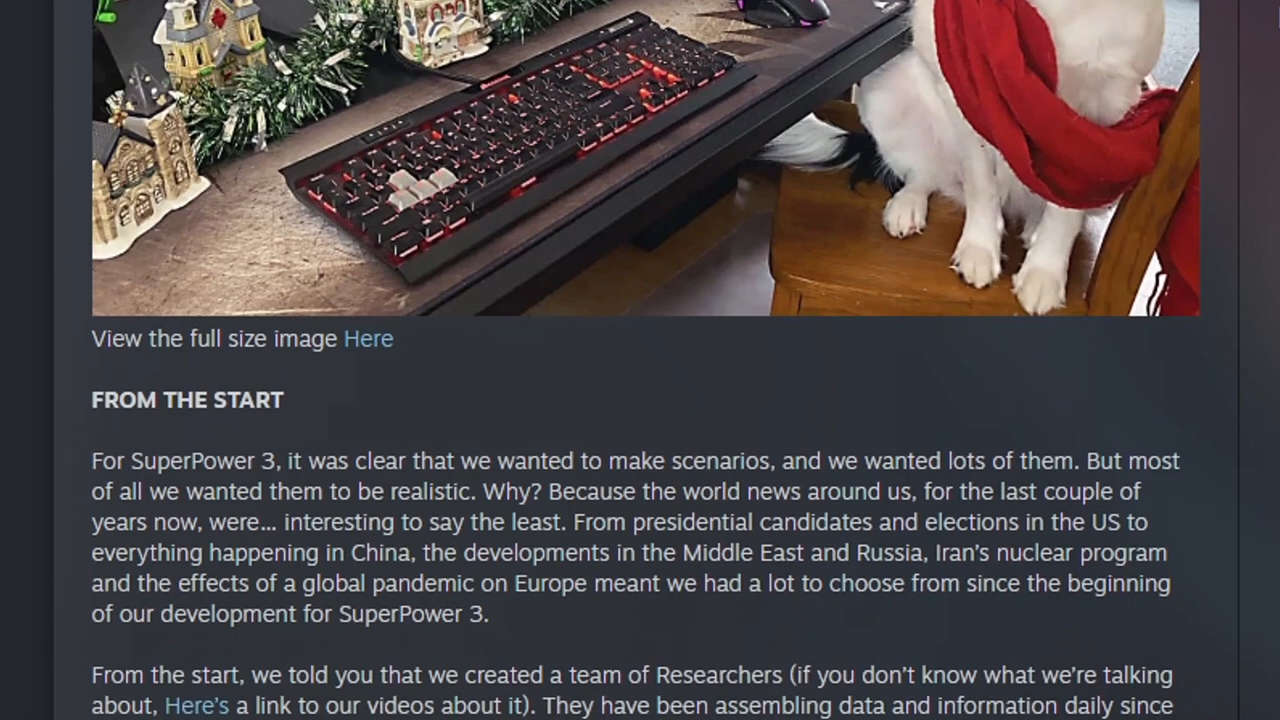 View the full size image Here
FROM THE START
For SuperPower 3, it was clear that we wanted to make scenarios, and we wanted lots of them. But most
of all we wanted them to be realistic. Why? Because the world news around us, for the last couple of
years now, were... interesting to say the least. From presidential candidates and elections in the US to
everything happening in China, the developments in the Middle East and Russia, Iran's nuclear program
and the effects of a global pandemic on Europe meant we had a lot to choose from since the beginning
of our development for SuperPower 3.
From the start, we told you that we created a team of Researchers (if you don't know what we're talking
about, Here's a link to our videos about it). They have been assembling data and information daily since